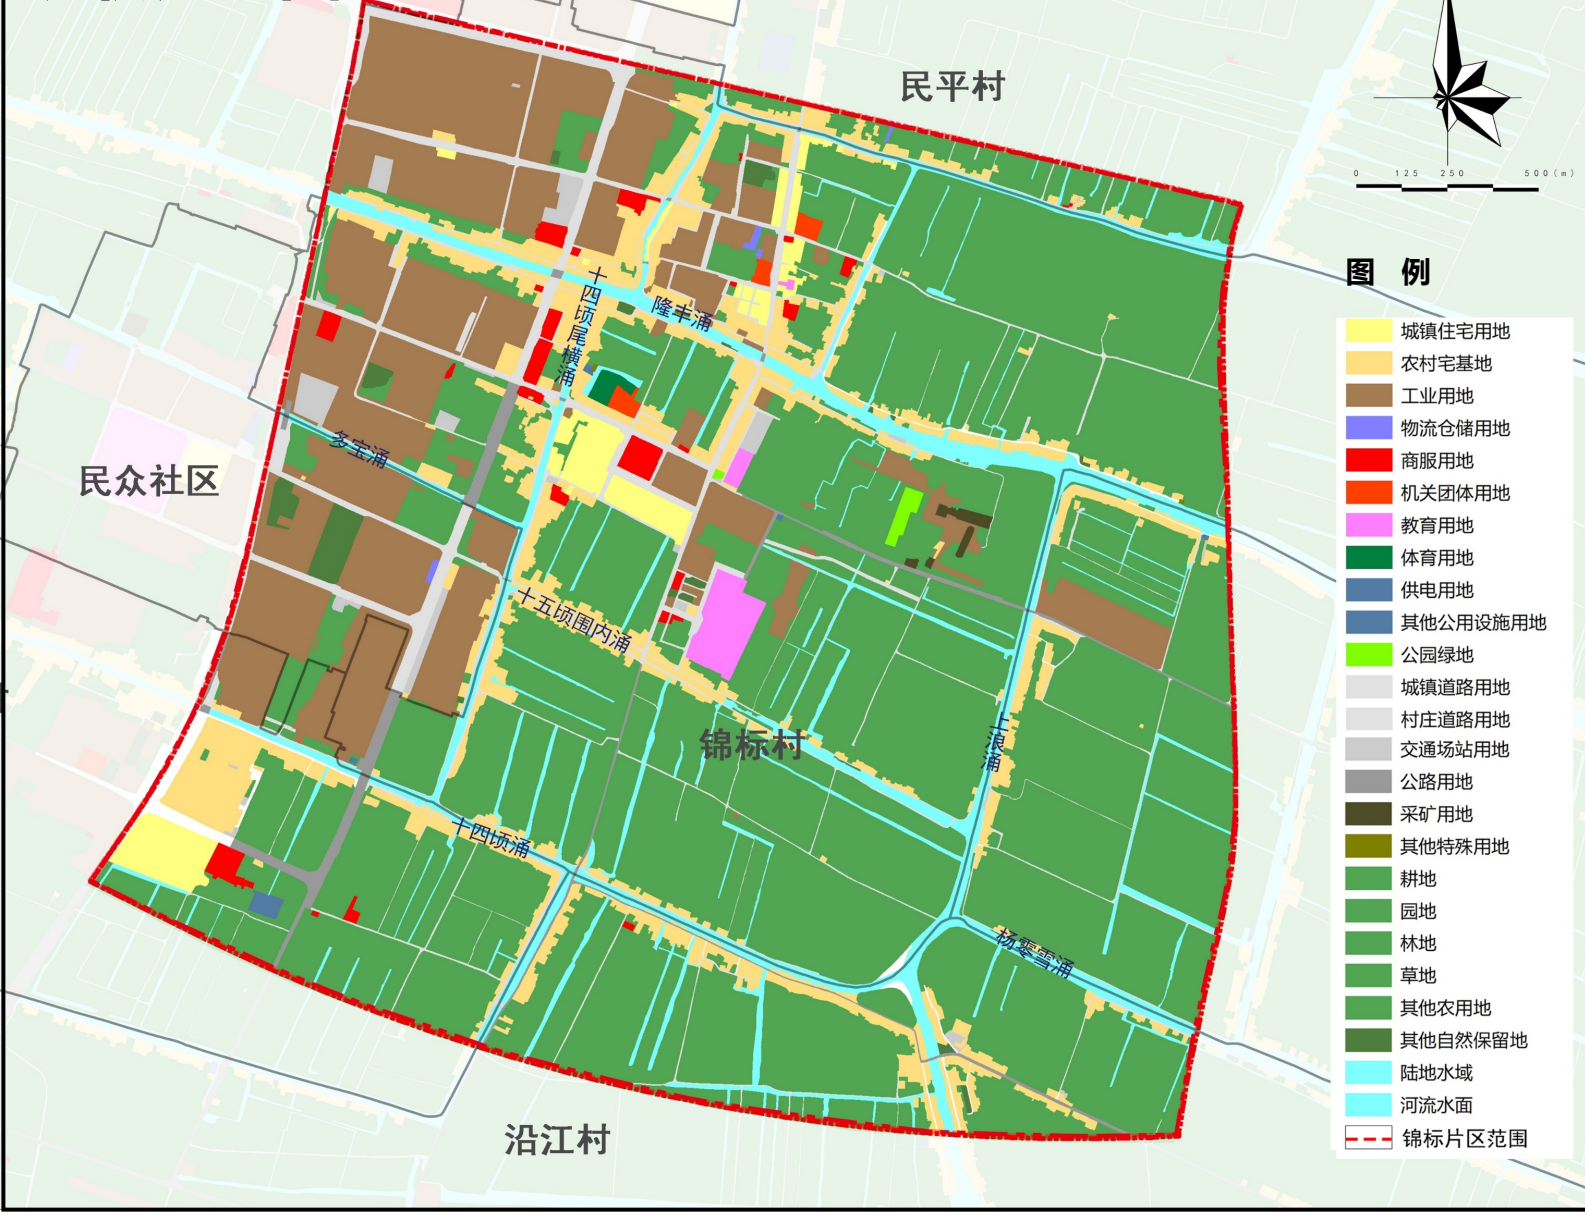 民平村
0 125 250 500(m)
图 例
城镇住宅用地
农村宅基地
工业用地
物流仓储用地
商服用地
机关团体用地
教育用地
体育用地
供电用地
其他公用设施用地
公园绿地
城镇道路用地
村庄道路用地
交通场站用地
公路用地
采矿用地
其他特殊用地
耕地
园地
林地
草地
其他农用地
其他自然保留地
陆地水域
河流水面
锦标片区范围
十四顷尾横涌
隆丰涌
多宝涌
民众社区
十五顷围内涌
锦标村
上浪涌
十四顷涌
杨零雪涌
沿江村